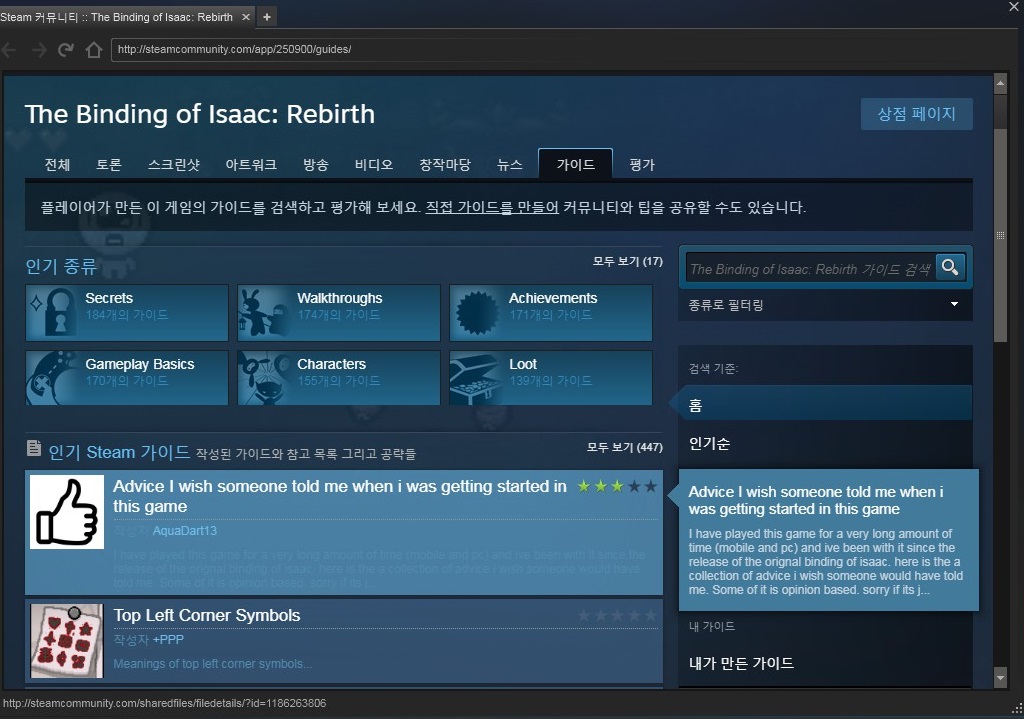 Steam 커뮤니티 :: The Binding of Isaac: Rebirth
http://steamcommunity.com/app/250900/guides/
The Binding of Isaac: Rebirth
상점 페이지
전체 토론 스크린샷 아트워크 방송 비디오 창작마당 뉴스 가이드 평가
플레이어가 만든 이 게임의 가이드를 검색하고 평가해 보세요. 직접 가이드를 만들어 커뮤니티와 팁을 공유할 수도 있습니다.
인기 종류
모두 보기 (17)
Secrets
184개의 가이드
Walkthroughs
174개의 가이드
Achievements
171개의 가이드
Gameplay Basics
170개의 가이드
Characters
155개의 가이드
Loot
139개의 가이드
인기 Steam 가이드 작성된 가이드와 참고 목록 그리고 공략들
모두 보기 (447)
Advice I wish someone told me when i was getting started in
this game
작성자 AquaDart13
I have played this game for a very long amount of time (mobile and pc) and ive been with it since the
release of the orignal binding of isaac. here is the a collection of advice i wish someone would have
told me. Some of it is opinion based. sorry if its j...
Top Left Corner Symbols
작성자 +PPP
Meanings of top left corner symbols...
The Binding of Isaac: Rebirth 가이드 검색
종류로 필터링
검색 기준:
홈
인기순
Advice I wish someone told me when i
was getting started in this game
I have played this game for a very long amount of
time (mobile and pc) and ive been with it since the
release of the orignal binding of isaac. here is the a
collection of advice i wish someone would have told
me. Some of it is opinion based. sorry if its j...
내 가이드
내가 만든 가이드
http://steamcommunity.com/sharedfiles/filedetails/?id=1186263806